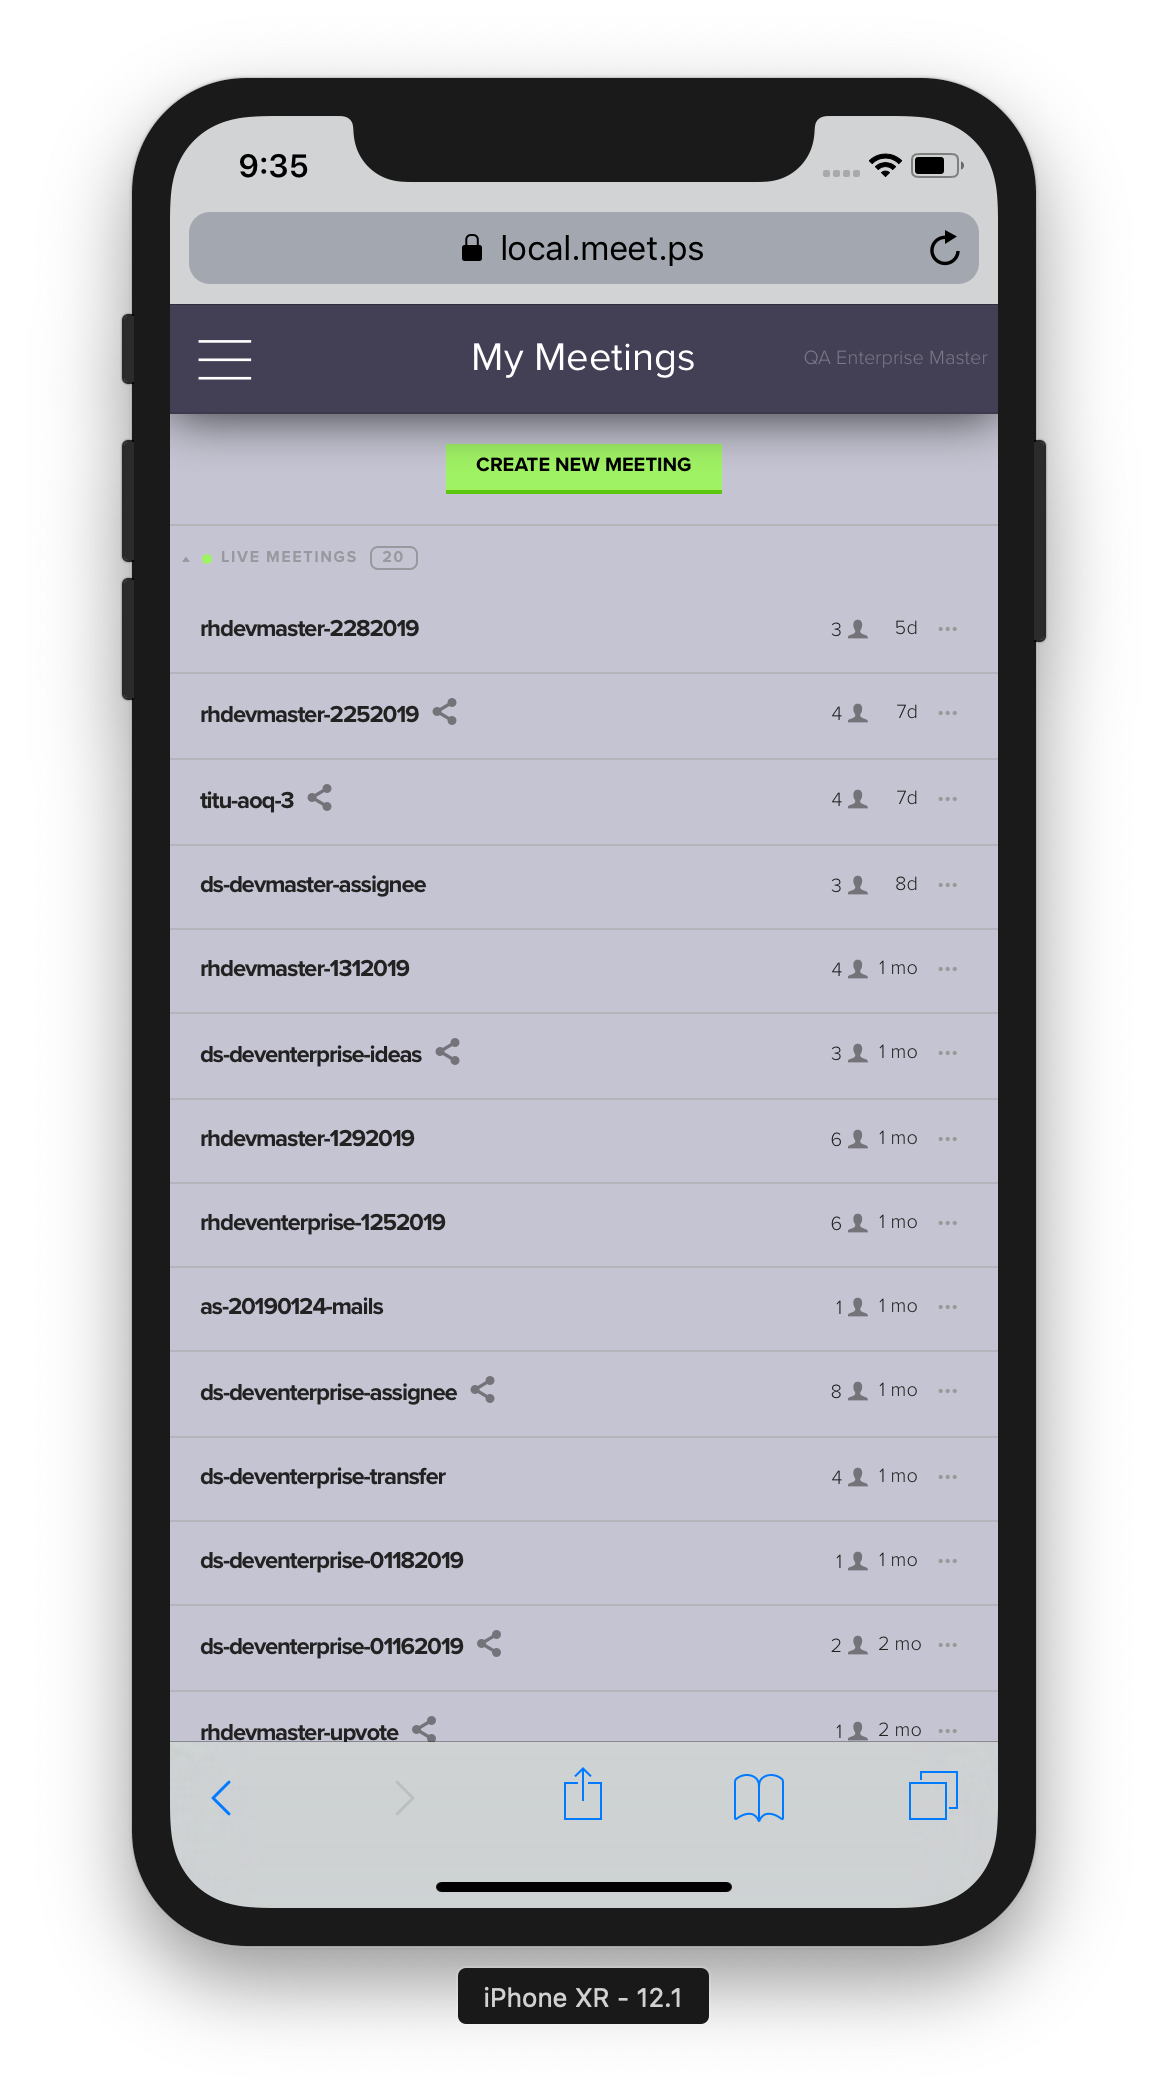 9:35
local.meet.ps
My Meetings QA Enterprise Master
CREATE NEW MEETING
LIVE MEETINGS 20
rhdevmaster-2282019 3 5d ...
rhdevmaster-2252019 4 7d ...
titu-aoq-3 4 7d ...
ds-devmaster-assignee 3 8d ...
rhdevmaster-1312019 4 1 mo ...
ds-deventerprise-ideas 3 1 mo ...
rhdevmaster-1292019 6 1 mo ...
rhdeventerprise-1252019 6 1 mo ...
as-20190124-mails 1 1 mo ...
ds-deventerprise-assignee 8 1 mo ...
ds-deventerprise-transfer 4 1 mo ...
ds-deventerprise-01182019 1 1 mo ...
ds-deventerprise-01162019 2 2 mo ...
rhdevmaster-upvote 1 2 mo ...
iPhone XR - 12.1